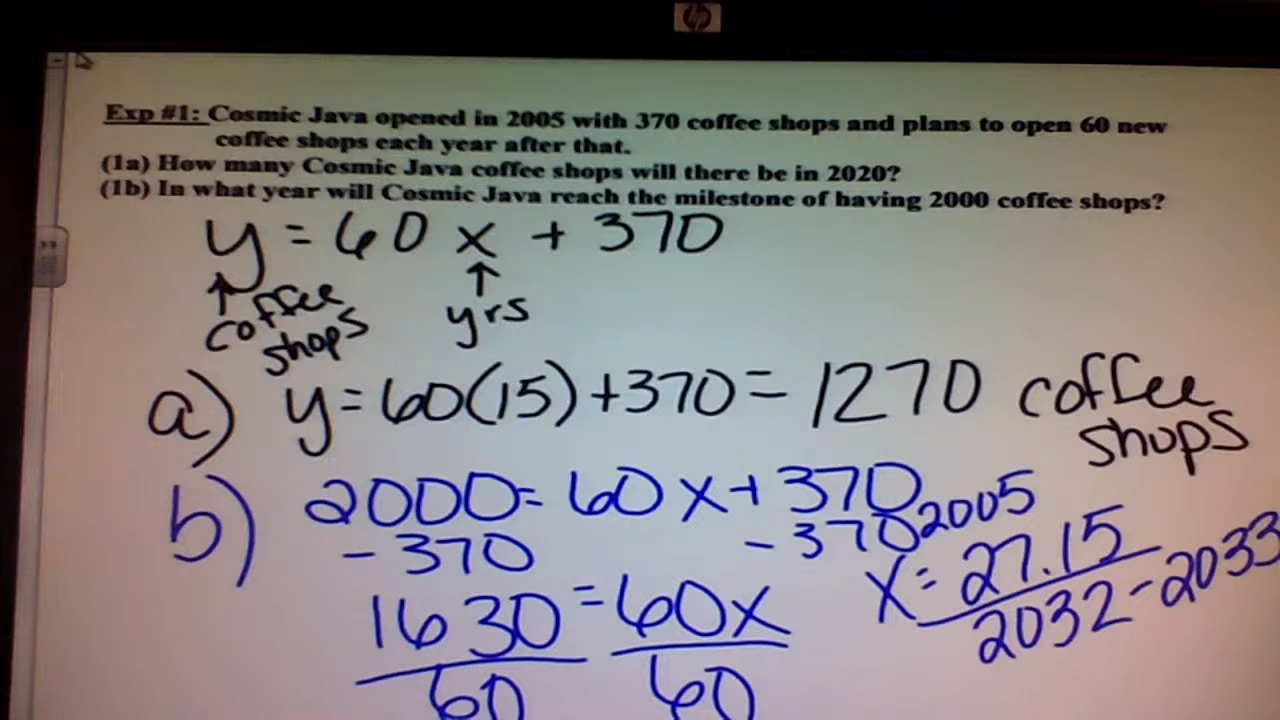 hp
Exp #1: Cosmic Java opened in 2005 with 370 coffee shops and plans to open 60 new
coffee shops each year after that.
(1a) How many Cosmic Java coffee shops will there be in 2020?
(1b) In what year will Cosmic Java reach the milestone of having 2000 coffee shops?
y = 60 x + 370
↑ coffee shops
↑ yrs
a) y = 60(15) + 370 = 1270 coffee shops
b) 2000 = 60x + 370
- 370 - 370
1630 = 60x
60 60
2005
x = 27.15
2032 - 2033